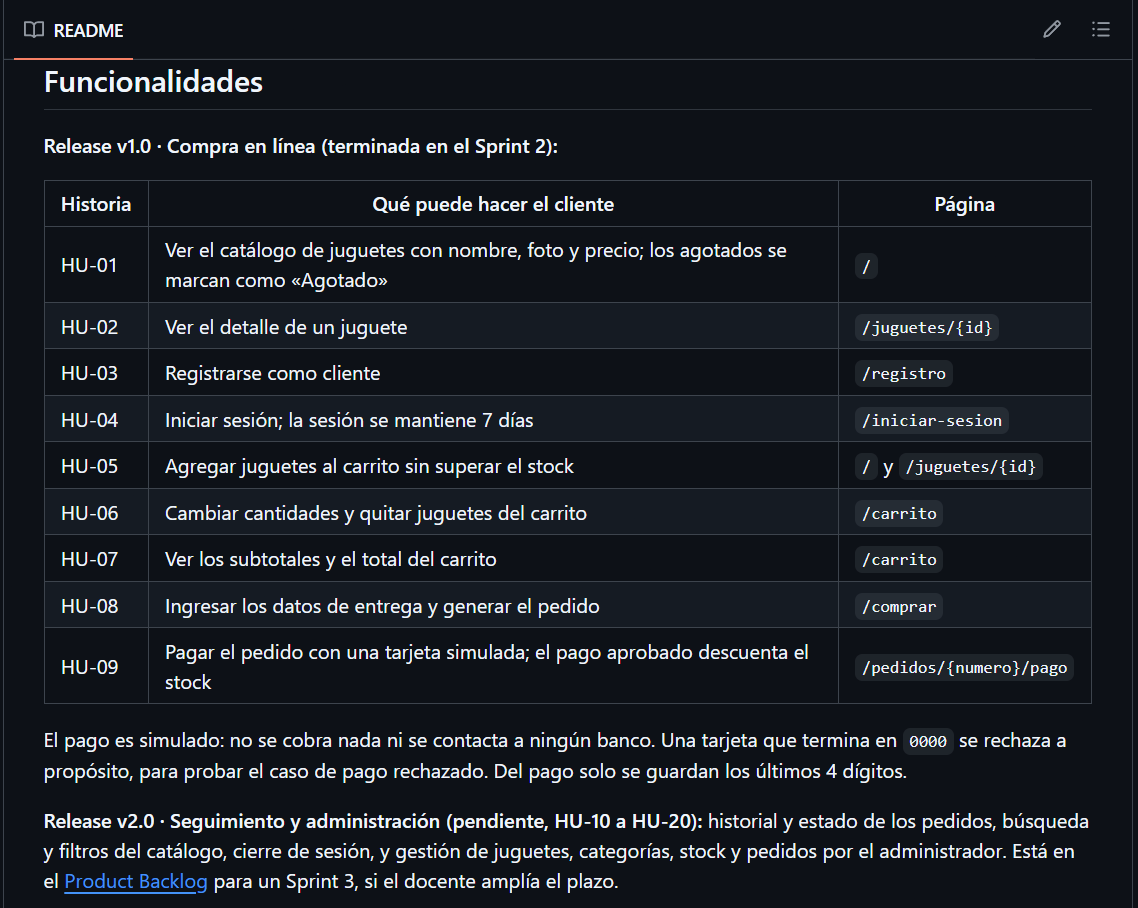 README
Funcionalidades
Release v1.0 · Compra en línea (terminada en el Sprint 2):
Historia Qué puede hacer el cliente Página
HU-01 Ver el catálogo de juguetes con nombre, foto y precio; los agotados se
marcan como «Agotado» /
HU-02 Ver el detalle de un juguete /juguetes/{id}
HU-03 Registrarse como cliente /registro
HU-04 Iniciar sesión; la sesión se mantiene 7 días /iniciar-sesion
HU-05 Agregar juguetes al carrito sin superar el stock / y /juguetes/{id}
HU-06 Cambiar cantidades y quitar juguetes del carrito /carrito
HU-07 Ver los subtotales y el total del carrito /carrito
HU-08 Ingresar los datos de entrega y generar el pedido /comprar
HU-09 Pagar el pedido con una tarjeta simulada; el pago aprobado descuenta el
stock /pedidos/{numero}/pago
El pago es simulado: no se cobra nada ni se contacta a ningún banco. Una tarjeta que termina en 0000 se rechaza a
propósito, para probar el caso de pago rechazado. Del pago solo se guardan los últimos 4 dígitos.
Release v2.0 · Seguimiento y administración (pendiente, HU-10 a HU-20): historial y estado de los pedidos, búsqueda
y filtros del catálogo, cierre de sesión, y gestión de juguetes, categorías, stock y pedidos por el administrador. Está en
el Product Backlog para un Sprint 3, si el docente amplía el plazo.